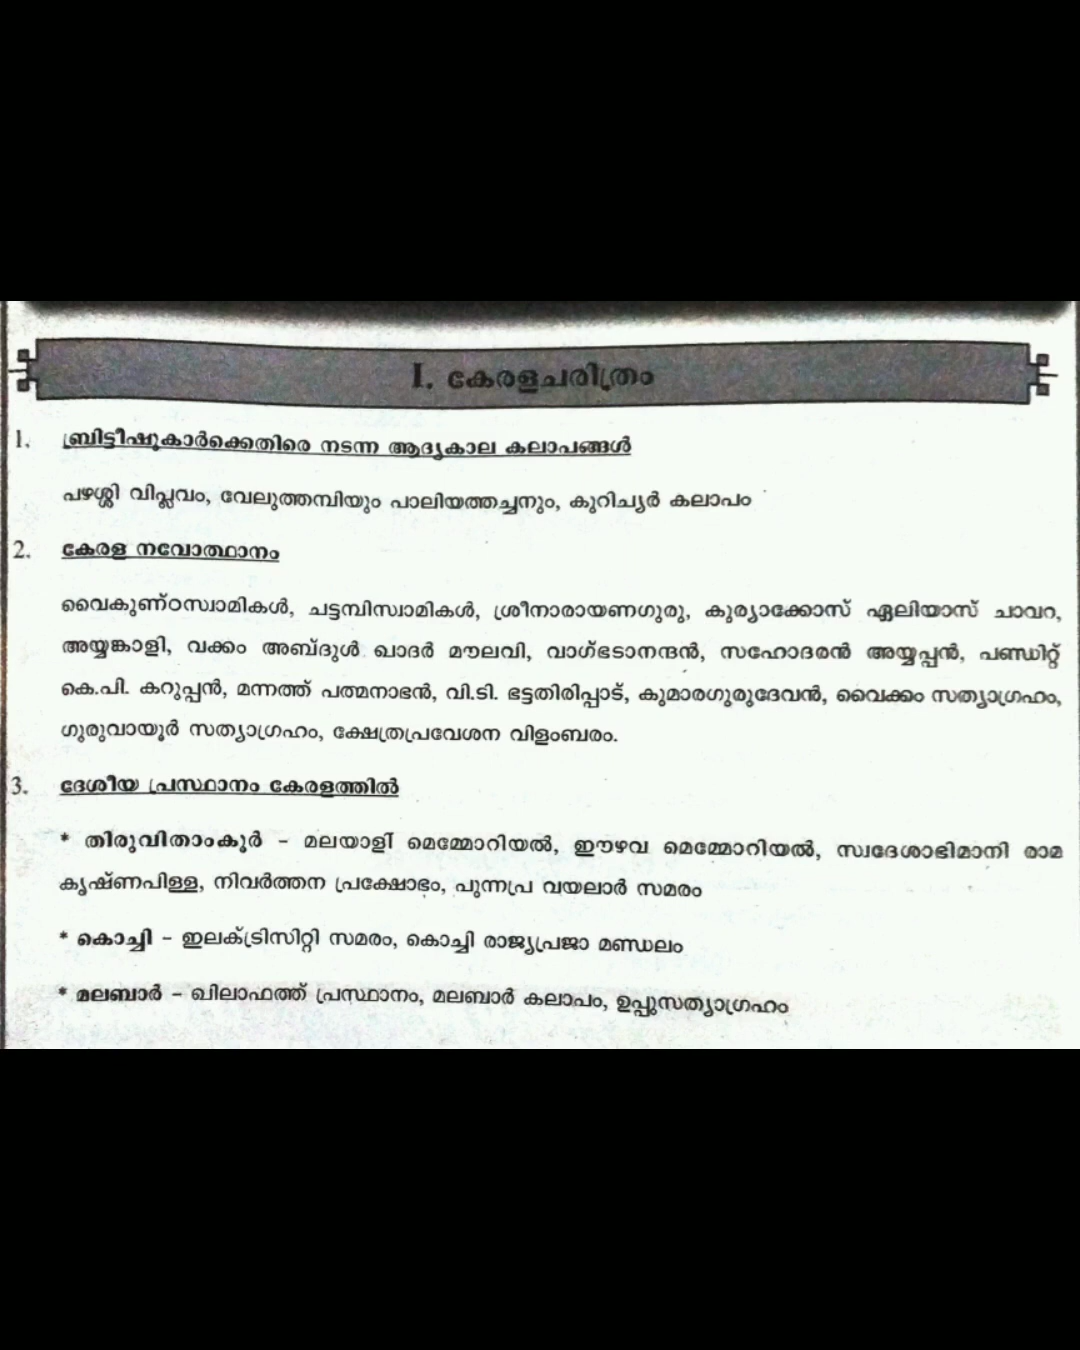 I. കേരളചരിത്രം
1. ബ്രിട്ടീഷുകാർക്കെതിരെ നടന്ന ആദ്യകാല കലാപങ്ങൾ
പഴശ്ശി വിപ്ലവം, വേലുത്തമ്പിയും പാലിയത്തച്ചനും, കുറിച്യർ കലാപം
2. കേരള നവോത്ഥാനം
വൈകുണ്ഠസ്വാമികൾ, ചട്ടമ്പിസ്വാമികൾ, ശ്രീനാരായണഗുരു, കുര്യാക്കോസ് ഏലിയാസ് ചാവറ,
അയ്യങ്കാളി, വക്കം അബ്ദുൾ ഖാദർ മൗലവി, വാഗ്ഭടാനന്ദൻ, സഹോദരൻ അയ്യപ്പൻ, പണ്ഡിറ്റ്
കെ.പി. കറുപ്പൻ, മന്നത്ത് പത്മനാഭൻ, വി.ടി. ഭട്ടതിരിപ്പാട്, കുമാരഗുരുദേവൻ, വൈക്കം സത്യാഗ്രഹം,
ഗുരുവായൂർ സത്യാഗ്രഹം, ക്ഷേത്രപ്രവേശന വിളംബരം.
3. ദേശീയ പ്രസ്ഥാനം കേരളത്തിൽ
* തിരുവിതാംകൂർ - മലയാളി മെമ്മോറിയൽ, ഈഴവ മെമ്മോറിയൽ, സ്വദേശാഭിമാനി രാമ
കൃഷ്ണപിള്ള, നിവർത്തന പ്രക്ഷോഭം, പുന്നപ്ര വയലാർ സമരം
* കൊച്ചി - ഇലക്ട്രിസിറ്റി സമരം, കൊച്ചി രാജ്യപ്രജാ മണ്ഡലം
* മലബാർ - ഖിലാഫത്ത് പ്രസ്ഥാനം, മലബാർ കലാപം, ഉപ്പുസത്യാഗ്രഹം